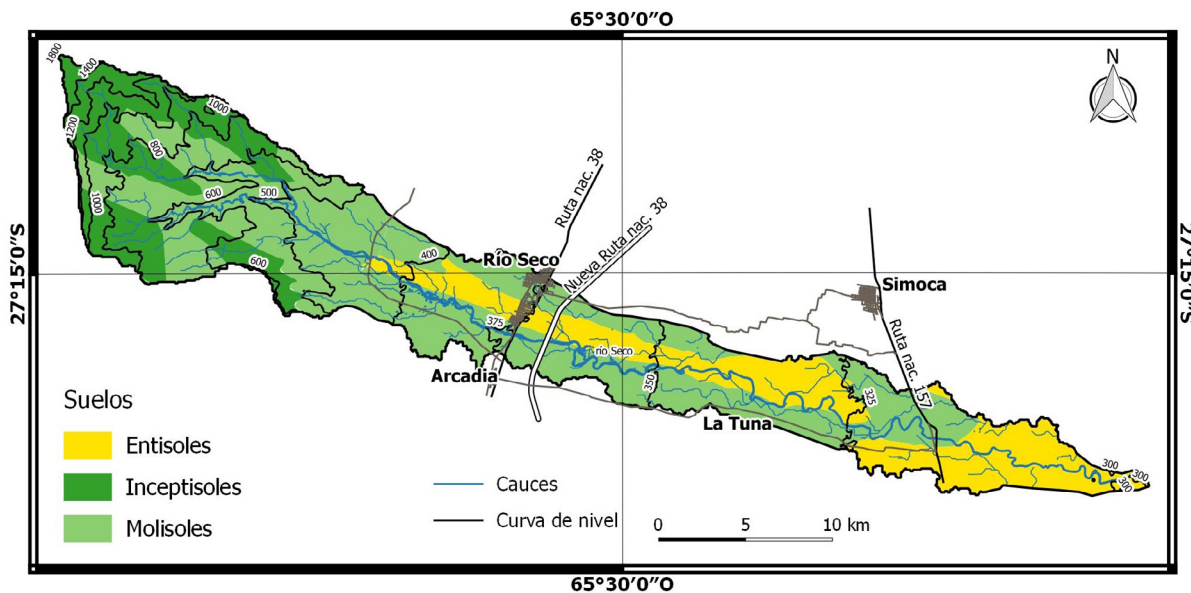 65°30’0’’O
27°15’0’’S
27°15’0’’S
65°30’0’’O
N
1800
1400
1000
1200
800
1000
600
500
600
400
375
350
325
300
300
300
Ruta nac. 38
Nueva Ruta nac. 38
Río Seco
río Seco
Simoca
Ruta nac. 157
Arcadia
La Tuna
Suelos
Entisoles
Inceptisoles
Molisoles
Cauces
Curva de nivel
0 5 10 km